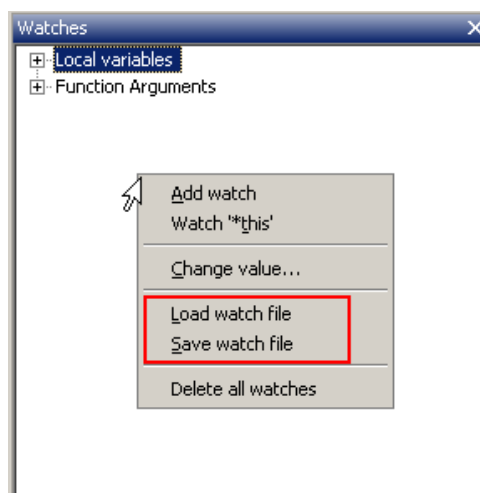 Watches
Local variables
Function Arguments
Add watch
Watch '*this'
Change value...
Load watch file
Save watch file
Delete all watches